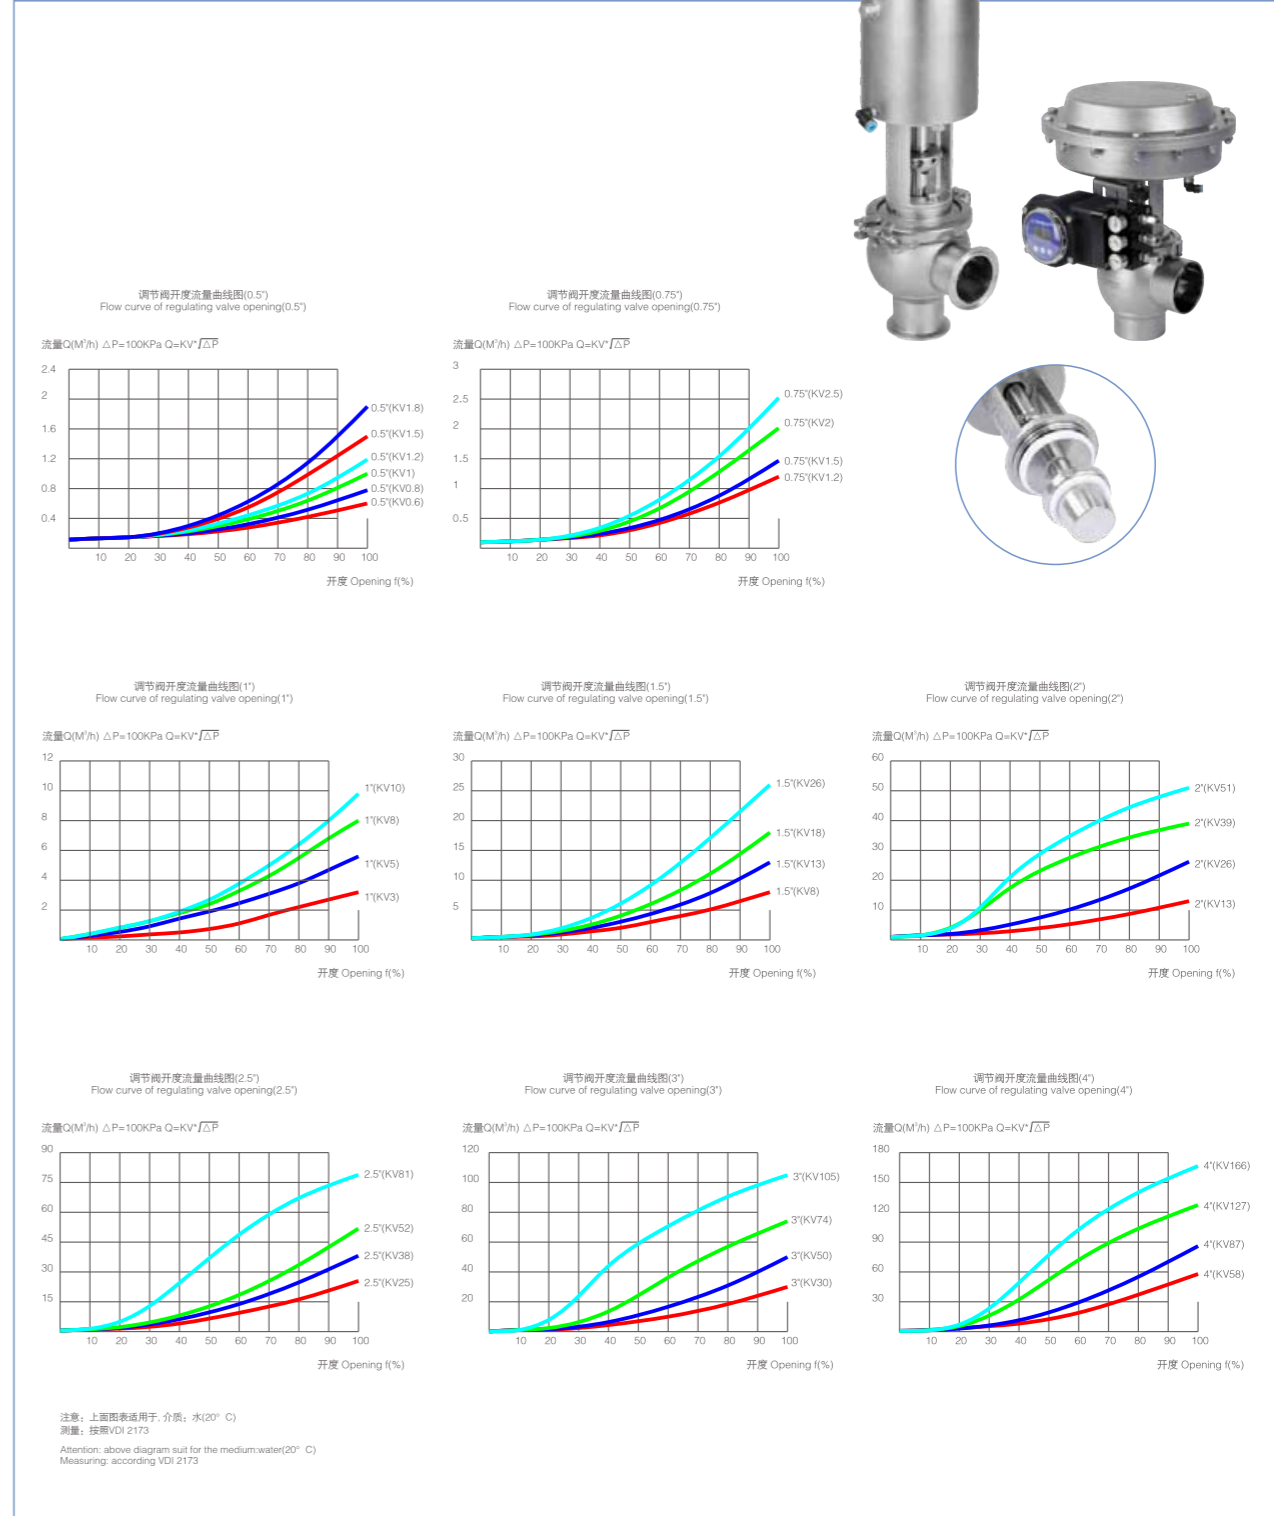 调节阀开度流量曲线图(0.5")
Flow curve of regulating valve opening(0.5")
流量Q(M³/h) △P=100KPa Q=KV*√△P
2.4
2
1.6
1.2
0.8
0.4
0.5"(KV1.8)
0.5"(KV1.5)
0.5"(KV1.2)
0.5"(KV1)
0.5"(KV0.8)
0.5"(KV0.6)
10 20 30 40 50 60 70 80 90 100
开度 Opening f(%)
调节阀开度流量曲线图(0.75")
Flow curve of regulating valve opening(0.75")
流量Q(M³/h) △P=100KPa Q=KV*√△P
3
2.5
2
1.5
1
0.5
0.75"(KV2.5)
0.75"(KV2)
0.75"(KV1.5)
0.75"(KV1.2)
10 20 30 40 50 60 70 80 90 100
开度 Opening f(%)
调节阀开度流量曲线图(1")
Flow curve of regulating valve opening(1")
流量Q(M³/h) △P=100KPa Q=KV*√△P
12
10
8
6
4
2
1"(KV10)
1"(KV8)
1"(KV5)
1"(KV3)
10 20 30 40 50 60 70 80 90 100
开度 Opening f(%)
调节阀开度流量曲线图(1.5")
Flow curve of regulating valve opening(1.5")
流量Q(M³/h) △P=100KPa Q=KV*√△P
30
25
20
15
10
5
1.5"(KV26)
1.5"(KV18)
1.5"(KV13)
1.5"(KV8)
10 20 30 40 50 60 70 80 90 100
开度 Opening f(%)
调节阀开度流量曲线图(2")
Flow curve of regulating valve opening(2")
流量Q(M³/h) △P=100KPa Q=KV*√△P
60
50
40
30
20
10
2"(KV51)
2"(KV39)
2"(KV26)
2"(KV13)
10 20 30 40 50 60 70 80 90 100
开度 Opening f(%)
调节阀开度流量曲线图(2.5")
Flow curve of regulating valve opening(2.5")
流量Q(M³/h) △P=100KPa Q=KV*√△P
90
75
60
45
30
15
2.5"(KV81)
2.5"(KV52)
2.5"(KV38)
2.5"(KV25)
10 20 30 40 50 60 70 80 90 100
开度 Opening f(%)
调节阀开度流量曲线图(3")
Flow curve of regulating valve opening(3")
流量Q(M³/h) △P=100KPa Q=KV*√△P
120
100
80
60
40
20
3"(KV105)
3"(KV74)
3"(KV50)
3"(KV30)
10 20 30 40 50 60 70 80 90 100
开度 Opening f(%)
调节阀开度流量曲线图(4")
Flow curve of regulating valve opening(4")
流量Q(M³/h) △P=100KPa Q=KV*√△P
180
150
120
90
60
30
4"(KV166)
4"(KV127)
4"(KV87)
4"(KV58)
10 20 30 40 50 60 70 80 90 100
开度 Opening f(%)
注意：上面图表适用于, 介质：水(20° C)
测量：按照VDI 2173
Attention: above diagram suit for the medium:water(20° C)
Measuring: according VDI 2173